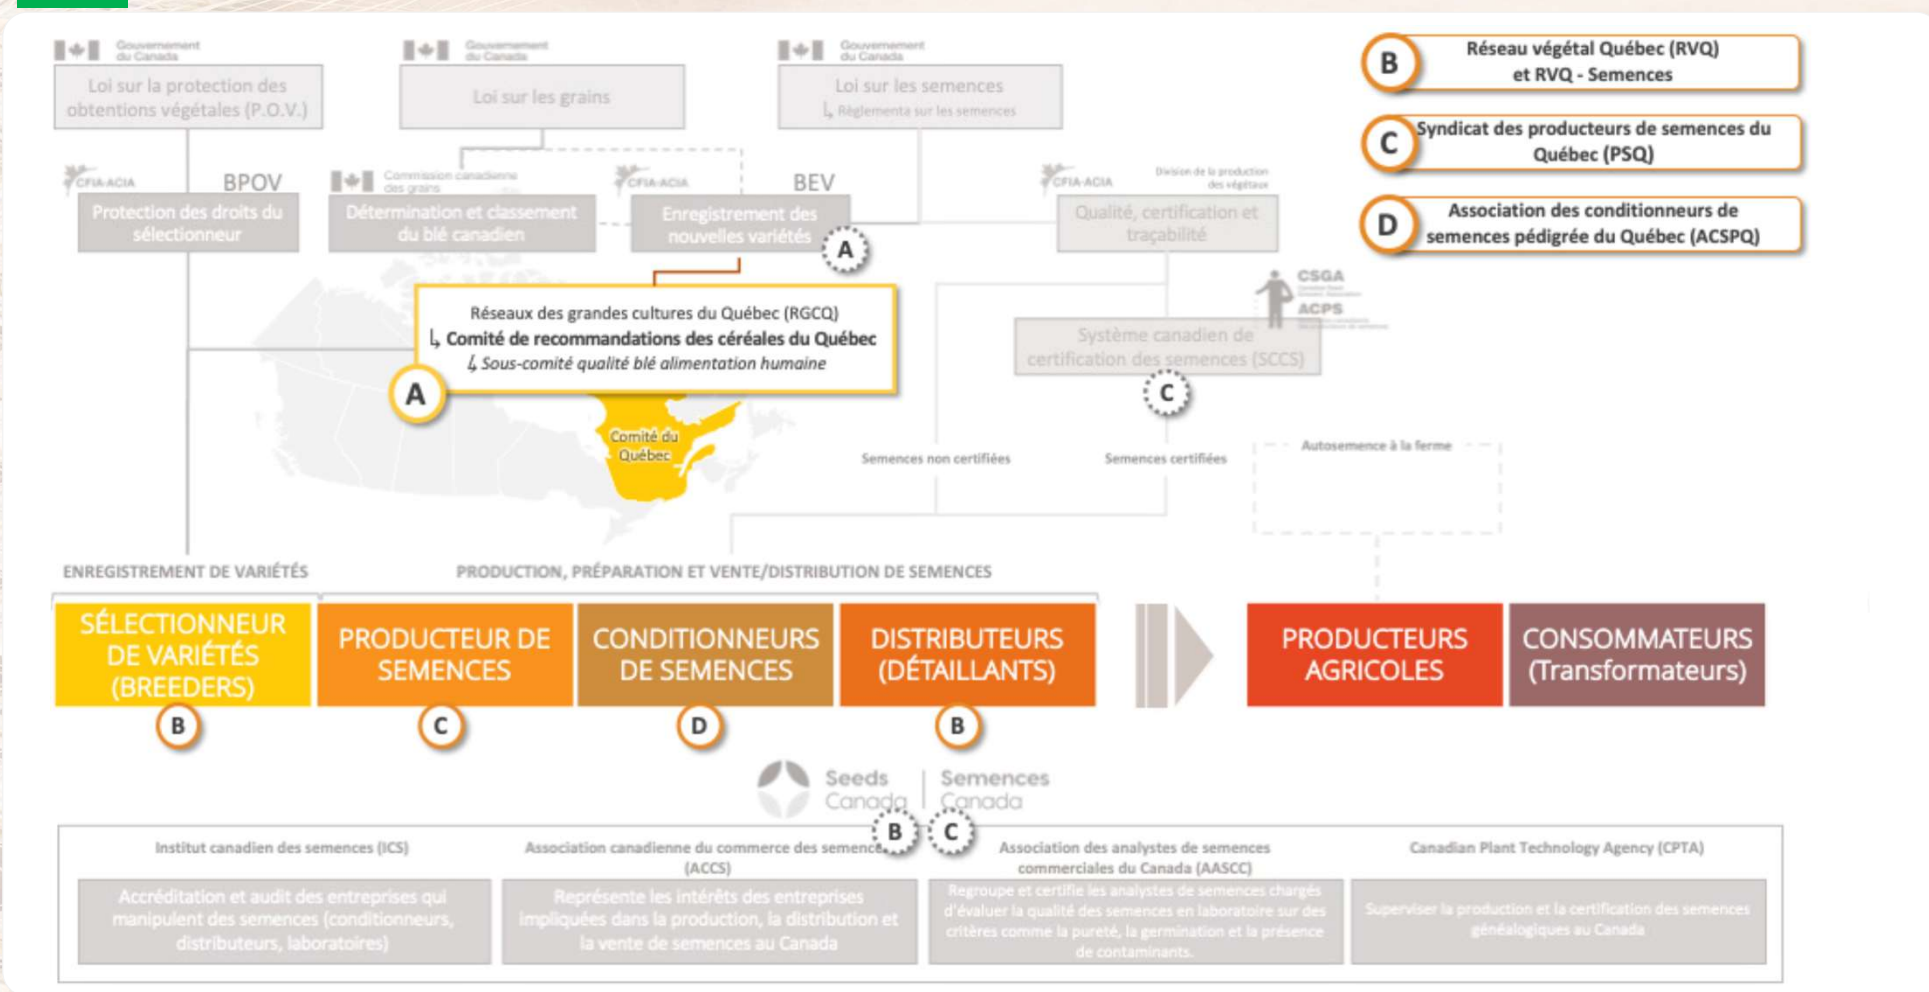 Gouvernement
du Canada
Loi sur la protection des
obtentions végétales (P.O.V.)
Gouvernement
du Canada
Loi sur les grains
Gouvernement
du Canada
Loi sur les semences
↳ Règlementa sur les semences
B
Réseau végétal Québec (RVQ)
et RVQ - Semences
C
Syndicat des producteurs de semences du
Québec (PSQ)
D
Association des conditionneurs de
semences pédigrée du Québec (ACSPQ)
CFIA-ACIA
BPOV
Protection des droits du
sélectionneur
Commission canadienne
des grains
Détermination et classement
du blé canadien
CFIA-ACIA
BEV
Enregistrement des
nouvelles variétés
A
CFIA-ACIA
Division de la production
des végétaux
Qualité, certification et
traçabilité
CSGA
ACPS
Système canadien de
certification des semences (SCCS)
C
Réseaux des grandes cultures du Québec (RGCQ)
↳ Comité de recommandations des céréales du Québec
↳ Sous-comité qualité blé alimentation humaine
A
Comité du
Québec
Semences non certifiées
Semences certifiées
Autosemence à la ferme
ENREGISTREMENT DE VARIÉTÉS
PRODUCTION, PRÉPARATION ET VENTE/DISTRIBUTION DE SEMENCES
SÉLECTIONNEUR
DE VARIÉTÉS
(BREEDERS)
B
PRODUCTEUR DE
SEMENCES
C
CONDITIONNEURS
DE SEMENCES
D
DISTRIBUTEURS
(DÉTAILLANTS)
B
PRODUCTEURS
AGRICOLES
CONSOMMATEURS
(Transformateurs)
Seeds
Canada
Semences
Canada
B
C
Institut canadien des semences (ICS)
Accréditation et audit des entreprises qui
manipulent des semences (conditionneurs,
distributeurs, laboratoires)
Association canadienne du commerce des semenc
(ACCS)
Représente les intérêts des entreprises
impliquées dans la production, la distribution et
la vente de semences au Canada
Association des analystes de semences
commerciales du Canada (AASCC)
Regroupe et certifie les analystes de semences chargés
d'évaluer la qualité des semences en laboratoire sur des
critères comme la pureté, la germination et la présence
de contaminants.
Canadian Plant Technology Agency (CPTA)
Superviser la production et la certification des semences
généalogiques au Canada